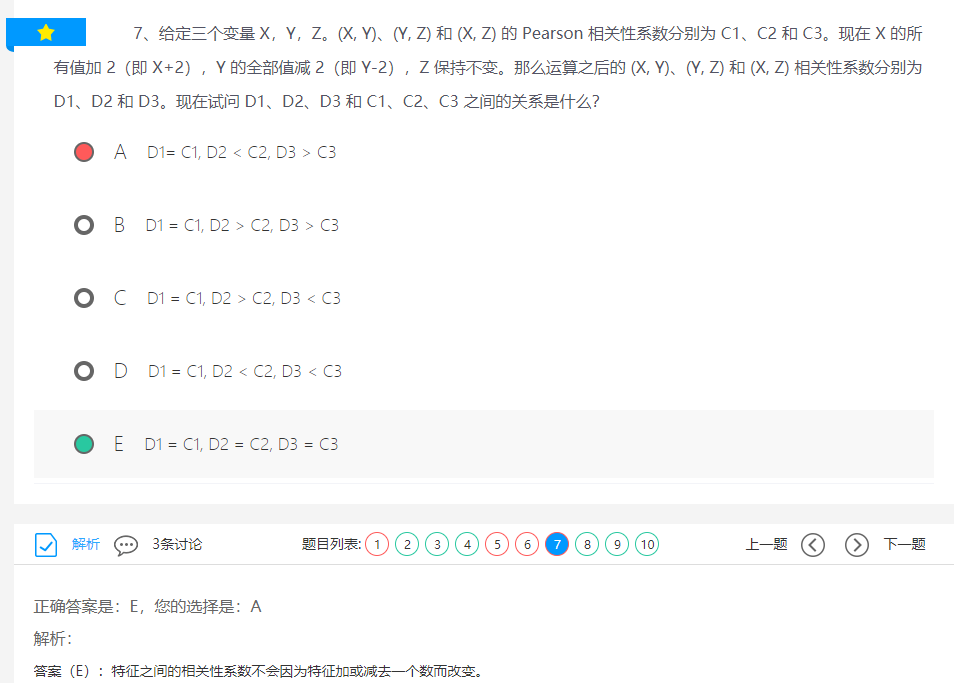 7、给定三个变量 X，Y，Z。(X, Y)、(Y, Z) 和 (X, Z) 的 Pearson 相关性系数分别为 C1、C2 和 C3。现在 X 的所
有值加 2（即 X+2），Y 的全部值减 2（即 Y-2），Z 保持不变。那么运算之后的 (X, Y)、(Y, Z) 和 (X, Z) 相关性系数分别为
D1、D2 和 D3。现在试问 D1、D2、D3 和 C1、C2、C3 之间的关系是什么？
A D1= C1, D2 < C2, D3 > C3
B D1 = C1, D2 > C2, D3 > C3
C D1 = C1, D2 > C2, D3 < C3
D D1 = C1, D2 < C2, D3 < C3
E D1 = C1, D2 = C2, D3 = C3
解析 3条讨论 题目列表: 1 2 3 4 5 6 7 8 9 10 上一题 下一题
正确答案是：E，您的选择是：A
解析：
答案（E）：特征之间的相关性系数不会因为特征加或减去一个数而改变。